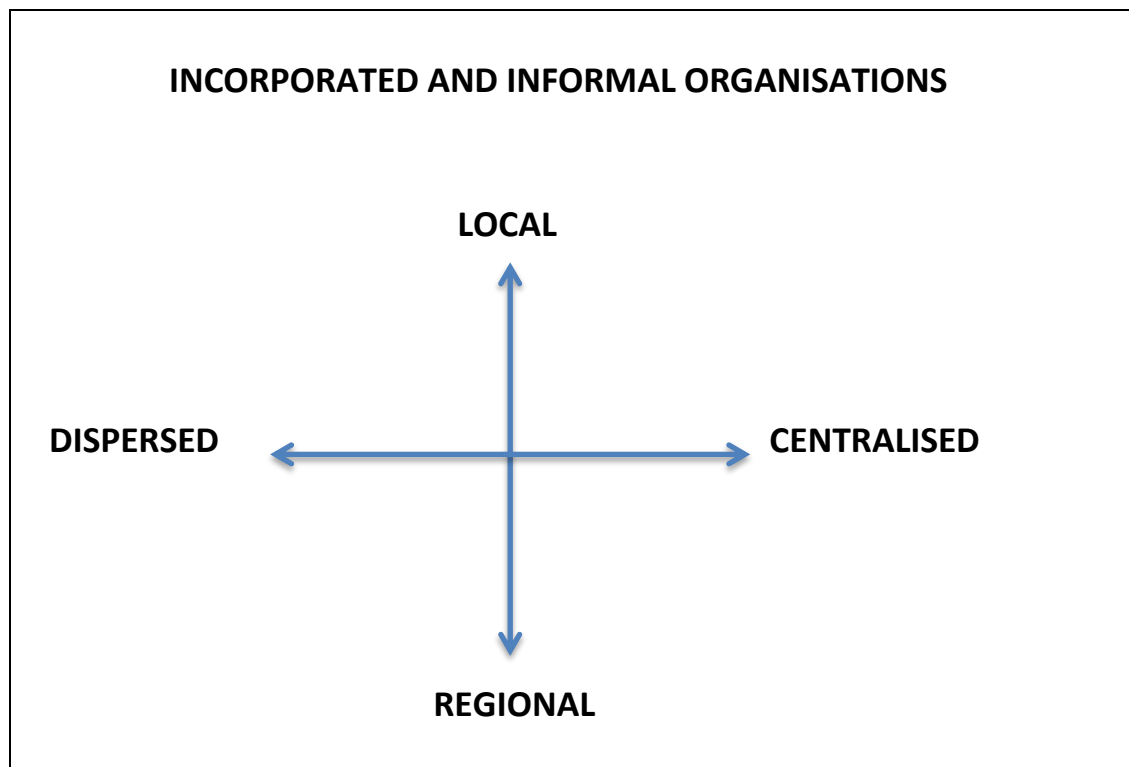 INCORPORATED AND INFORMAL ORGANISATIONS
LOCAL
DISPERSED
CENTRALISED
REGIONAL